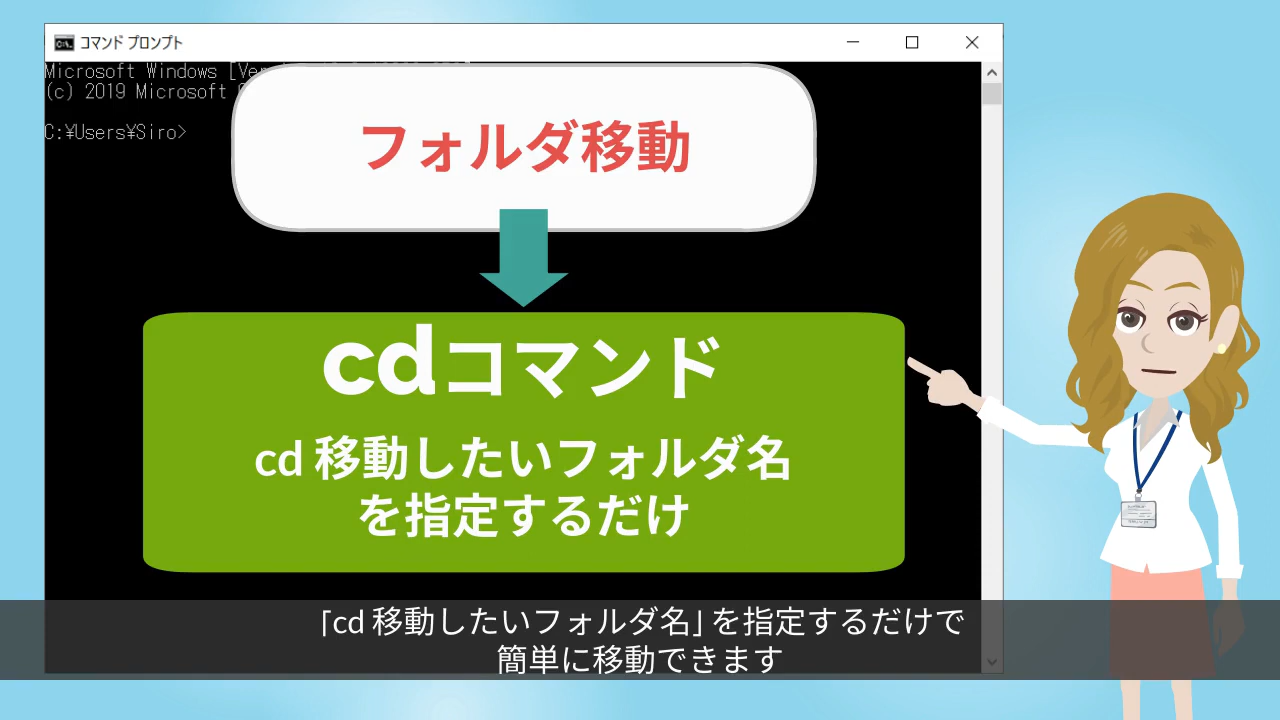 コマンド プロンプト
Microsoft Windows [Ver
(c) 2019 Microsoft
C:¥Users¥Siro>
フォルダ移動
cdコマンド
cd 移動したいフォルダ名
を指定するだけ
「cd 移動したいフォルダ名」を指定するだけで
簡単に移動できます